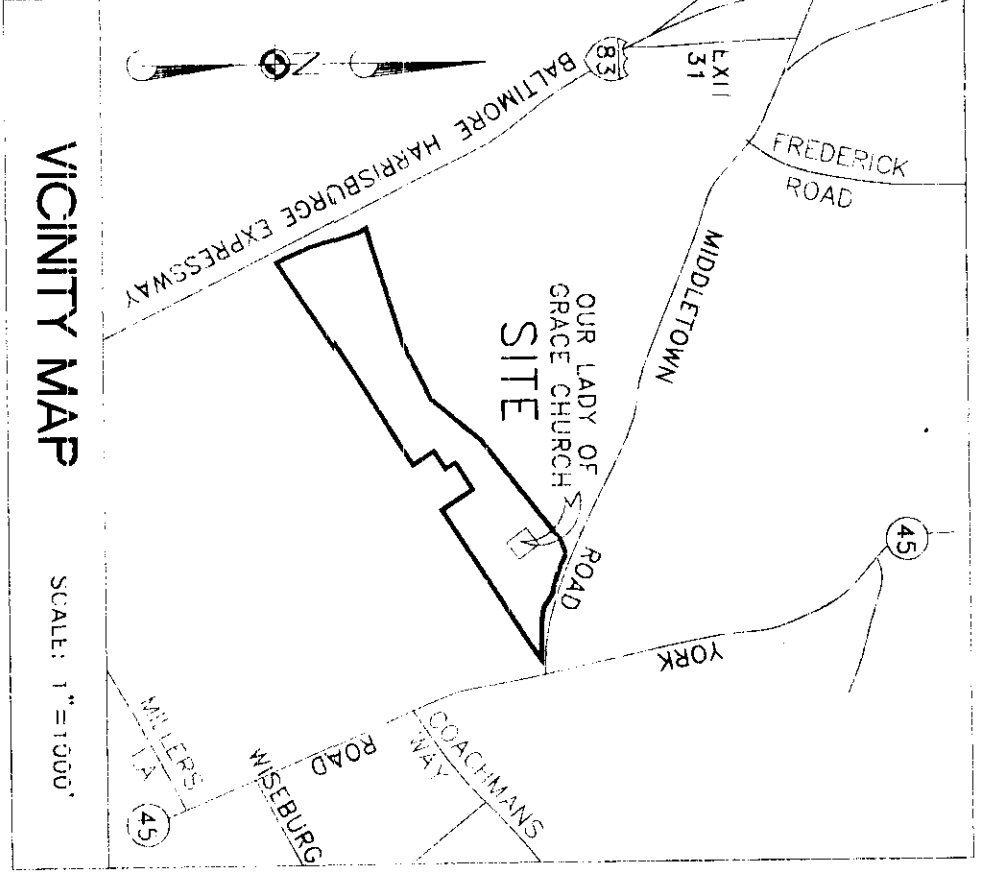 EXIT
31
83
FREDERICK
ROAD
BALTIMORE HARRISBURGE EXPRESSWAY
MIDDLETOWN
ROAD
OUR LADY OF
GRACE CHURCH
SITE
N
45
YORK
ROAD
COACHMANS
WAY
MILLERS
LA
WISEBURG
45
VICINITY MAP
SCALE: 1"=1000'